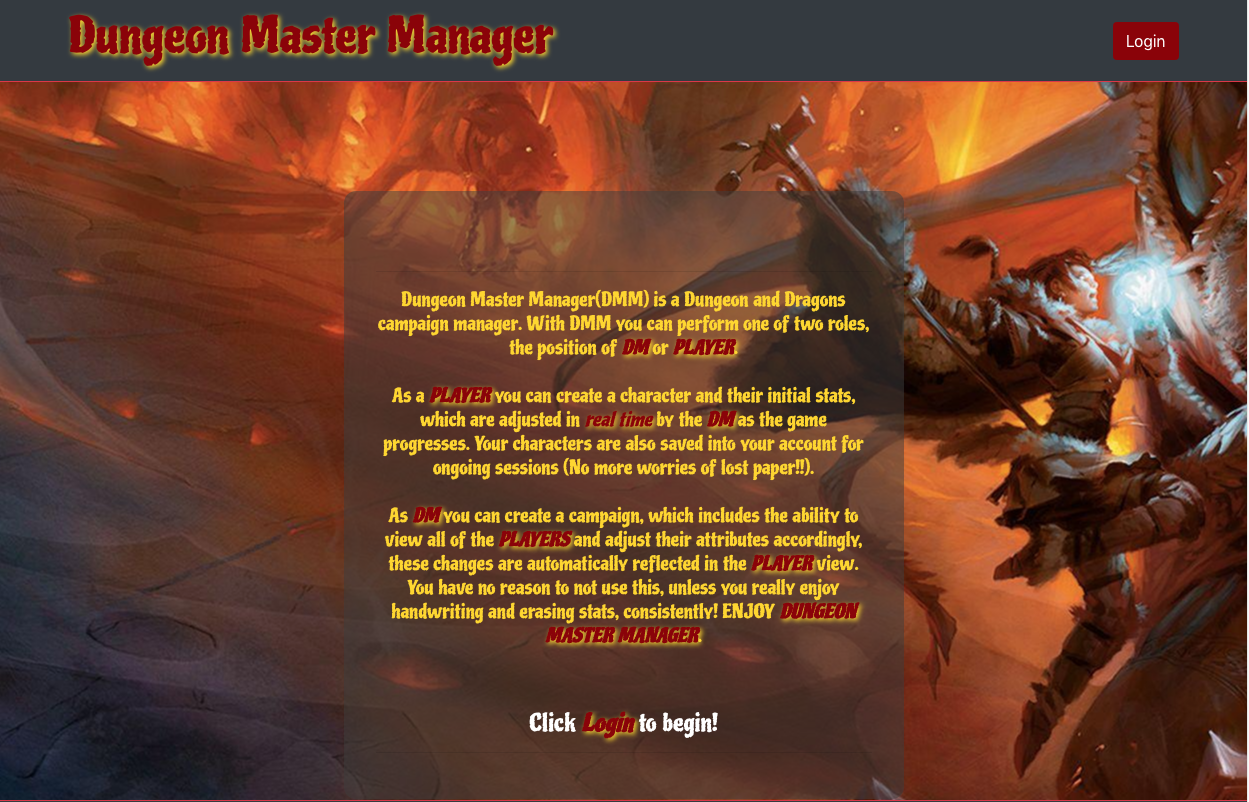 Dungeon Master Manager
Login
Dungeon Master Manager(DMM) is a Dungeon and Dragons
campaign manager. With DMM you can perform one of two roles,
the position of DM or PLAYER.
As a PLAYER you can create a character and their initial stats,
which are adjusted in real time by the DM as the game
progresses. Your characters are also saved into your account for
ongoing sessions (No more worries of lost paper!!).
As DM you can create a campaign, which includes the ability to
view all of the PLAYERS and adjust their attributes accordingly,
these changes are automatically reflected in the PLAYER view.
You have no reason to not use this, unless you really enjoy
handwriting and erasing stats, consistently! ENJOY DUNGEON
MASTER MANAGER.
Click Login to begin!